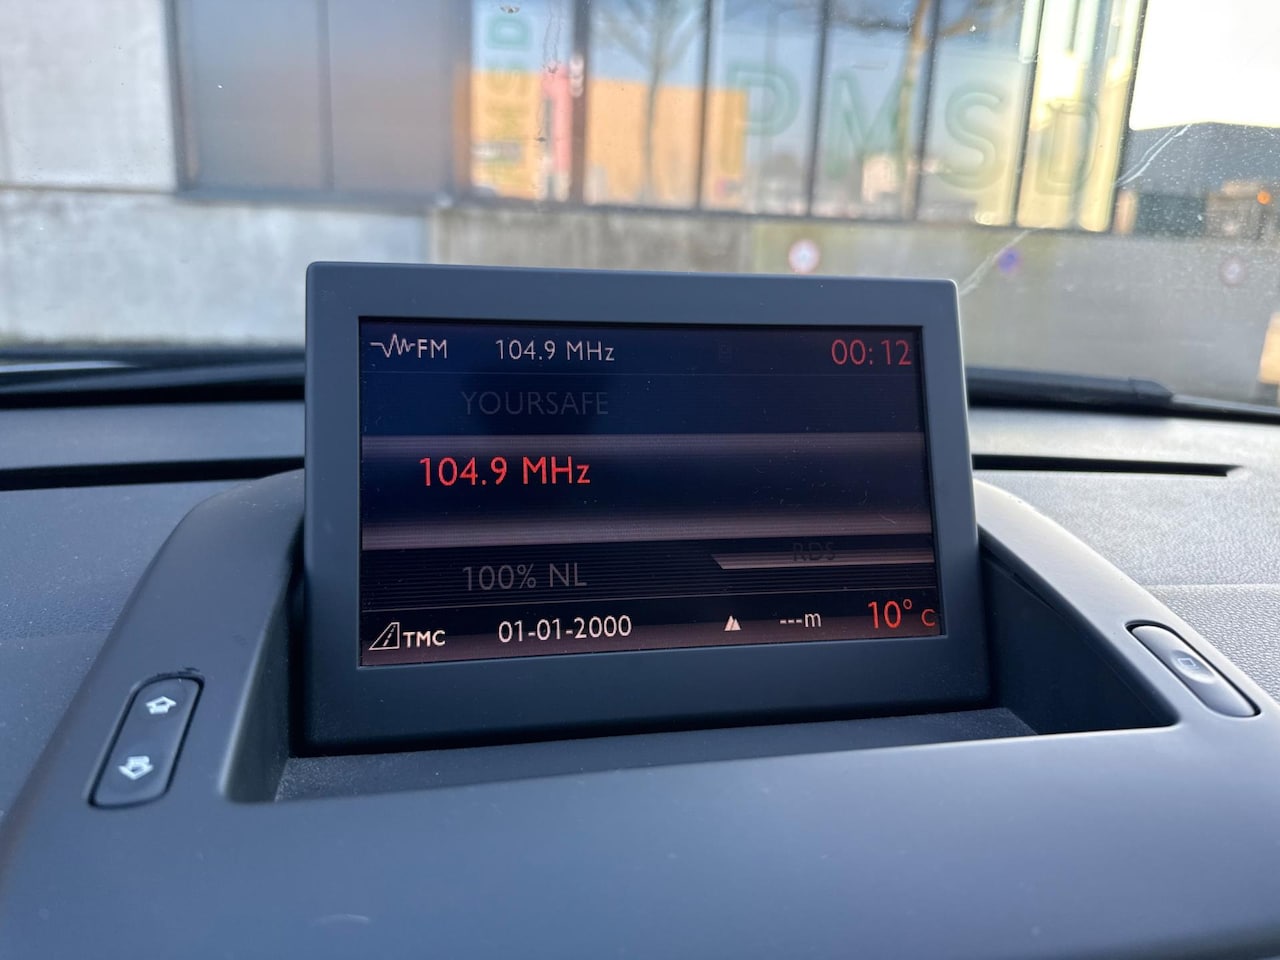 PMSD
FM 104.9 MHz 00:12
YOURSAFE
104.9 MHz
RDS
100% NL
TMC 01-01-2000 ---m 10° C